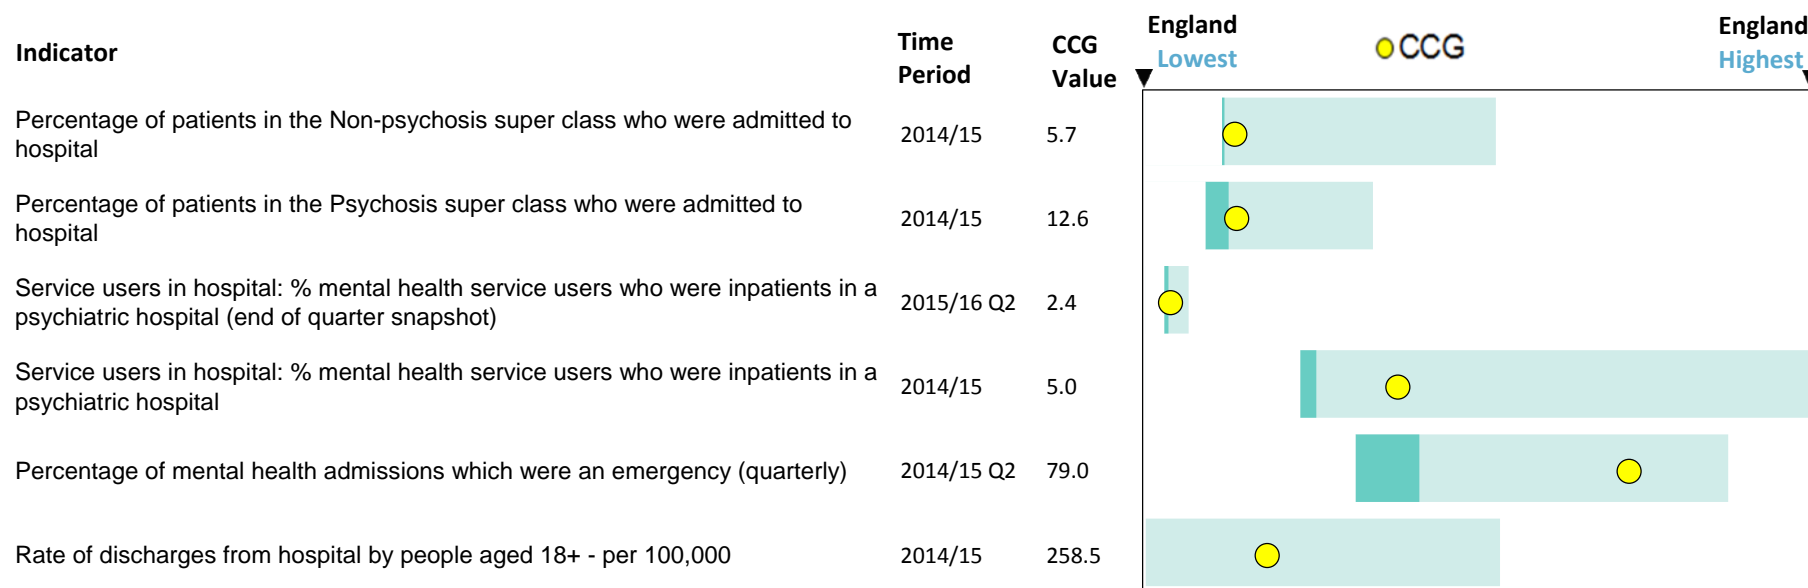 Indicator
Time Period
CCG Value
England Lowest
CCG
England Highest
Percentage of patients in the Non-psychosis super class who were admitted to
hospital
2014/15
5.7
Percentage of patients in the Psychosis super class who were admitted to
hospital
2014/15
12.6
Service users in hospital: % mental health service users who were inpatients in a
psychiatric hospital (end of quarter snapshot)
2015/16 Q2
2.4
Service users in hospital: % mental health service users who were inpatients in a
psychiatric hospital
2014/15
5.0
Percentage of mental health admissions which were an emergency (quarterly)
2014/15 Q2
79.0
Rate of discharges from hospital by people aged 18+ - per 100,000
2014/15
258.5